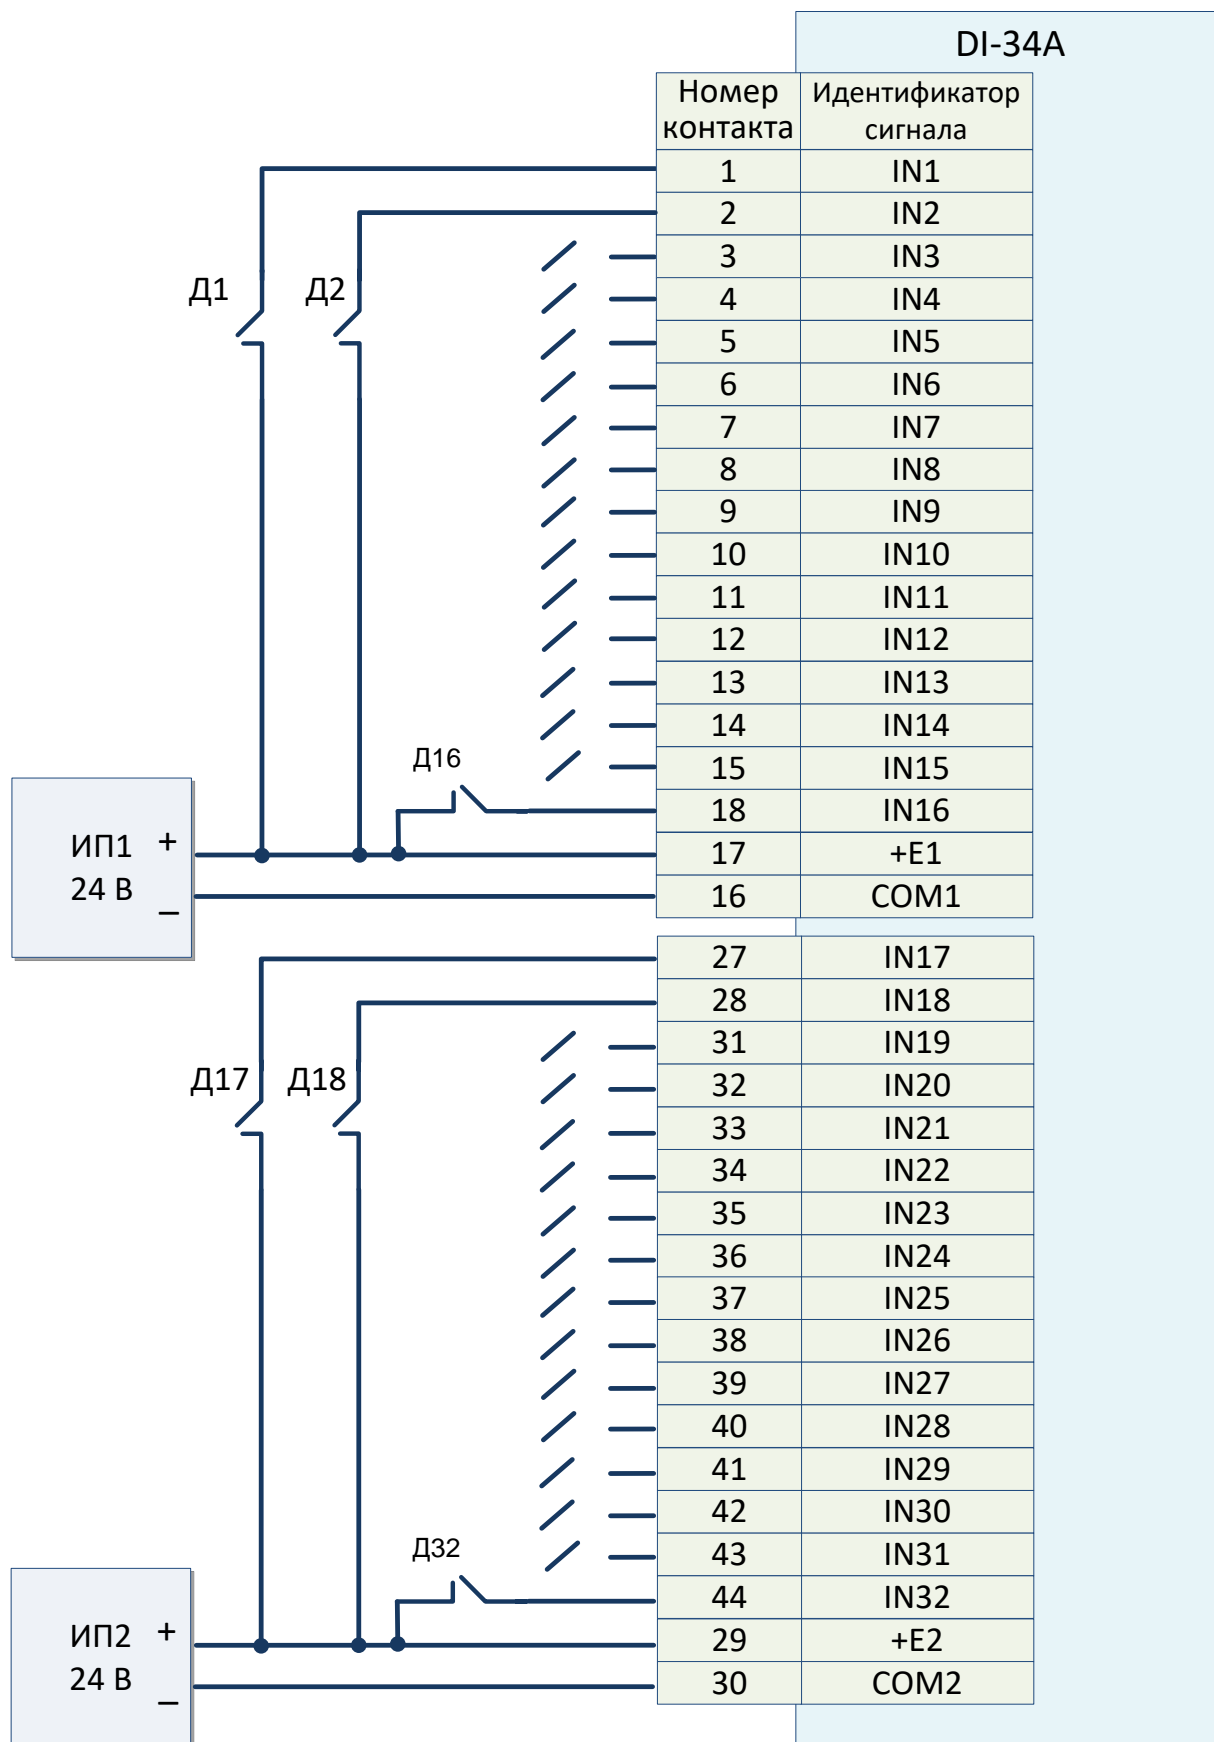 DI-34A
Номер контакта
Идентификатор сигнала
1 IN1
2 IN2
3 IN3
4 IN4
5 IN5
6 IN6
7 IN7
8 IN8
9 IN9
10 IN10
11 IN11
12 IN12
13 IN13
14 IN14
15 IN15
18 IN16
17 +E1
16 COM1
Д1
Д2
Д16
ИП1 +
24 В –
27 IN17
28 IN18
31 IN19
32 IN20
33 IN21
34 IN22
35 IN23
36 IN24
37 IN25
38 IN26
39 IN27
40 IN28
41 IN29
42 IN30
43 IN31
44 IN32
29 +E2
30 COM2
Д17
Д18
Д32
ИП2 +
24 В –